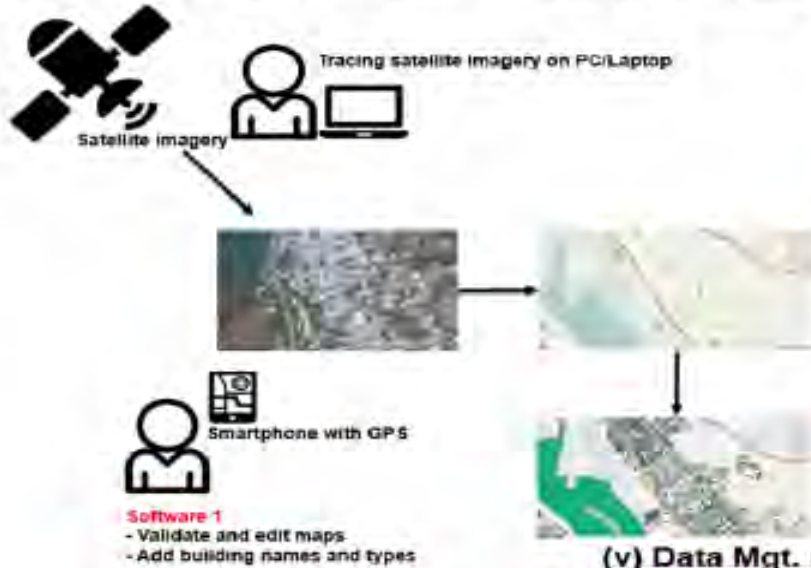 Tracing satellite imagery on PC/Laptop
Satellite imagery
Smartphone with GPS
Software 1
- Validate and edit maps
- Add building names and types
(v) Data Mgt.